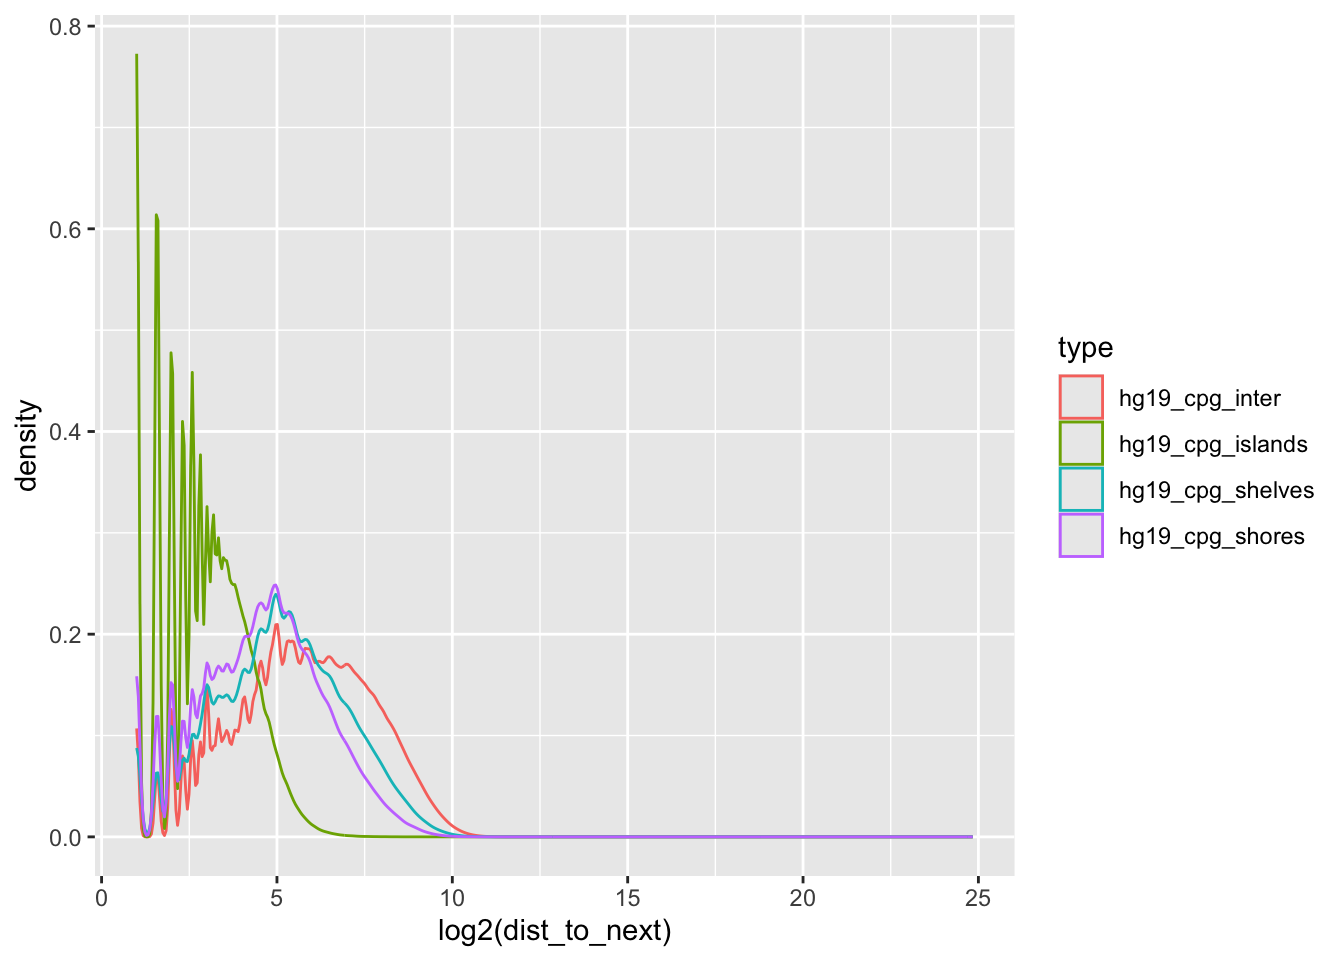 0.8
0.6
0.4
0.2
0.0
density
0
5
10
15
20
25
log2(dist_to_next)
type
hg19_cpg_inter
hg19_cpg_islands
hg19_cpg_shelves
hg19_cpg_shores